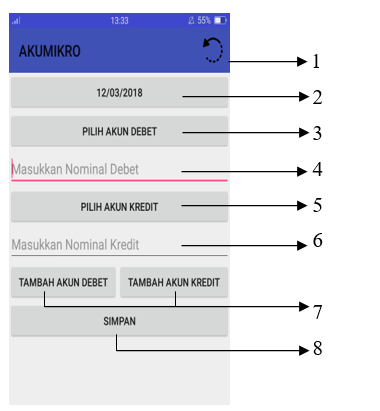 13:33 55%
AKUMIKRO
1
12/03/2018
2
PILIH AKUN DEBET
3
Masukkan Nominal Debet
4
PILIH AKUN KREDIT
5
Masukkan Nominal Kredit
6
TAMBAH AKUN DEBET TAMBAH AKUN KREDIT
7
SIMPAN
8